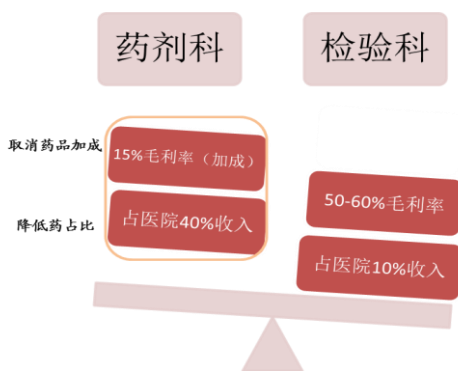 药剂科
检验科
取消药品加成
15%毛利率（加成）
50-60%毛利率
降低药占比
占医院40%收入
占医院10%收入